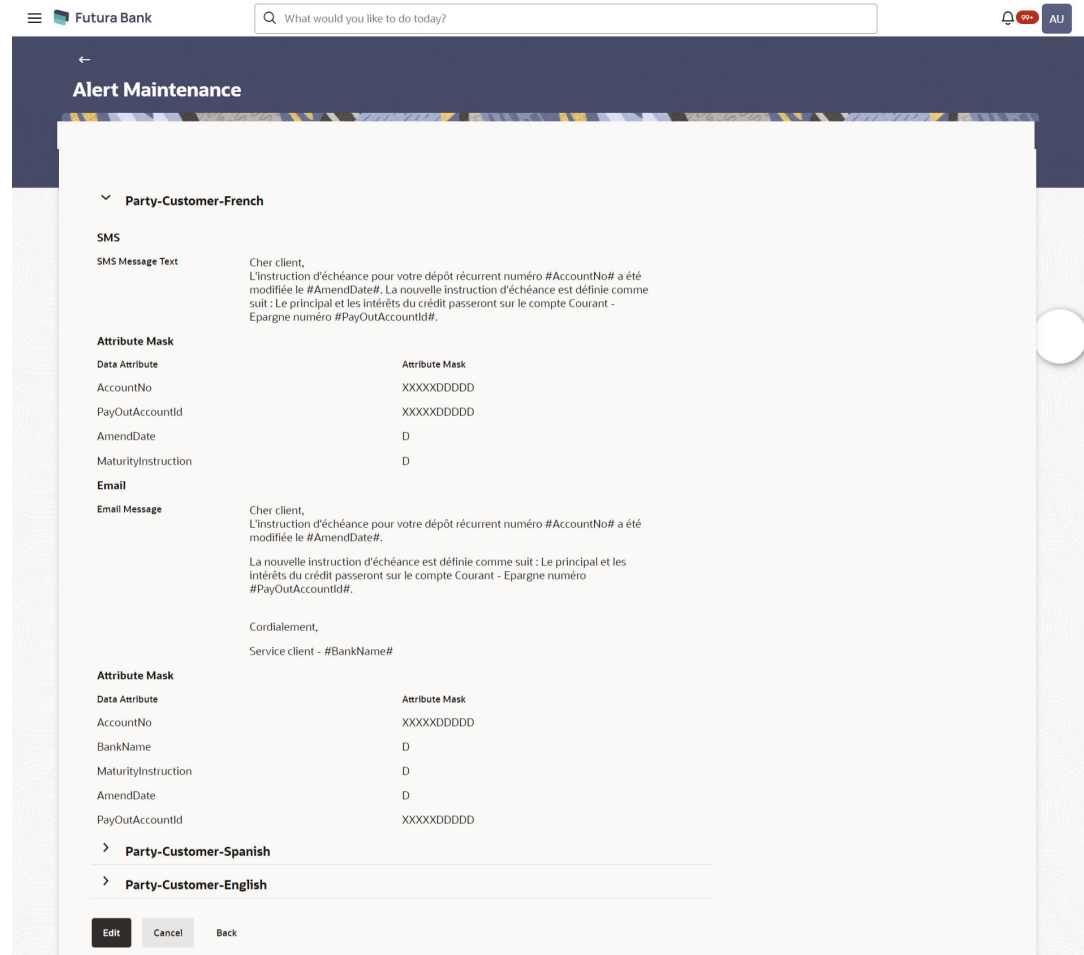 Futura Bank
What would you like to do today?
99+
AU
Alert Maintenance
Party-Customer-French
SMS
SMS Message Text
Cher client,
L'instruction d'échéance pour votre dépôt récurrent numéro #AccountNo# a été
modifiée le #AmendDate#. La nouvelle instruction d'échéance est définie comme
suit : Le principal et les intérêts du crédit passeront sur le compte Courant -
Epargne numéro #PayOutAccountId#.
Attribute Mask
Data Attribute Attribute Mask
AccountNo XXXXXDDDDD
PayOutAccountId XXXXXDDDDD
AmendDate D
MaturityInstruction D
Email
Email Message
Cher client,
L'instruction d'échéance pour votre dépôt récurrent numéro #AccountNo# a été
modifiée le #AmendDate#.
La nouvelle instruction d'échéance est définie comme suit : Le principal et les
intérêts du crédit passeront sur le compte Courant - Epargne numéro
#PayOutAccountId#.
Cordialement,
Service client - #BankName#
Attribute Mask
Data Attribute Attribute Mask
AccountNo XXXXXDDDDD
BankName D
MaturityInstruction D
AmendDate D
PayOutAccountId XXXXXDDDDD
Party-Customer-Spanish
Party-Customer-English
Edit Cancel Back